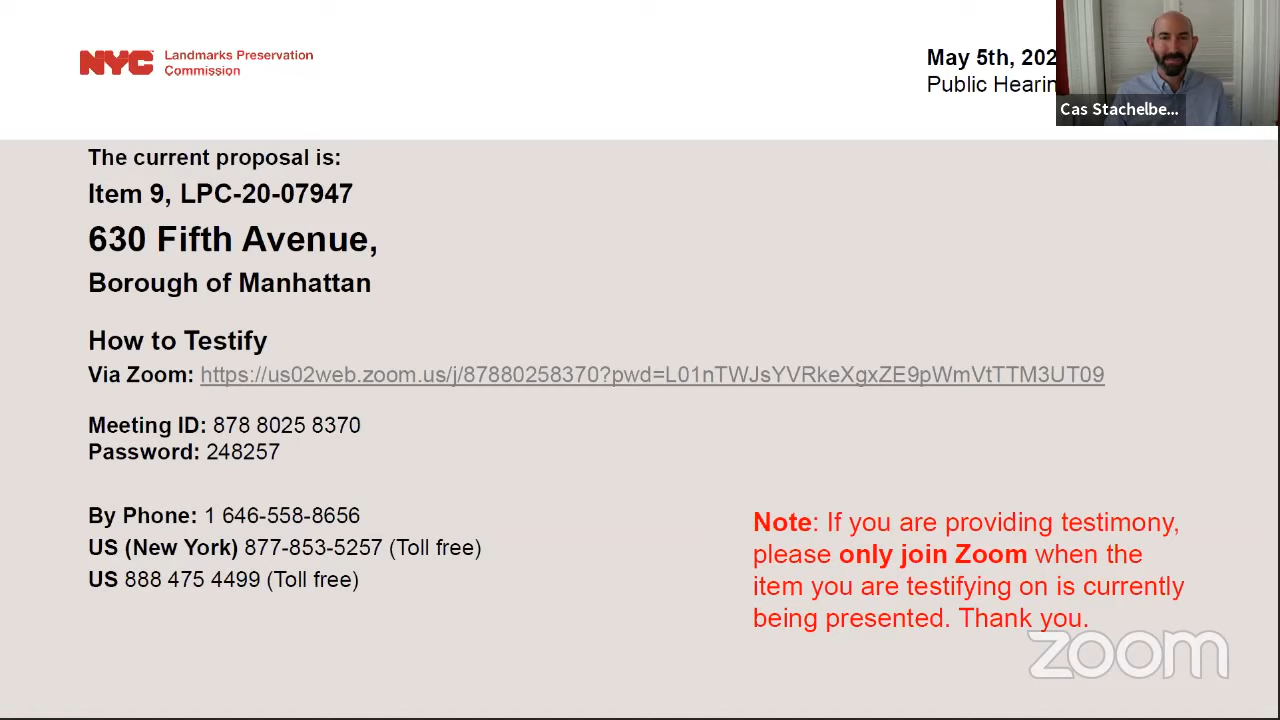 NYC Landmarks Preservation
Commission
May 5th, 202
Public Hearin
Cas Stachelbe...
The current proposal is:
Item 9, LPC-20-07947
630 Fifth Avenue,
Borough of Manhattan
How to Testify
Via Zoom: https://us02web.zoom.us/j/87880258370?pwd=L01nTWJsYVRkeXgxZE9pWmVtTTM3UT09
Meeting ID: 878 8025 8370
Password: 248257
By Phone: 1 646-558-8656
US (New York) 877-853-5257 (Toll free)
US 888 475 4499 (Toll free)
Note: If you are providing testimony,
please only join Zoom when the
item you are testifying on is currently
being presented. Thank you.
zoom